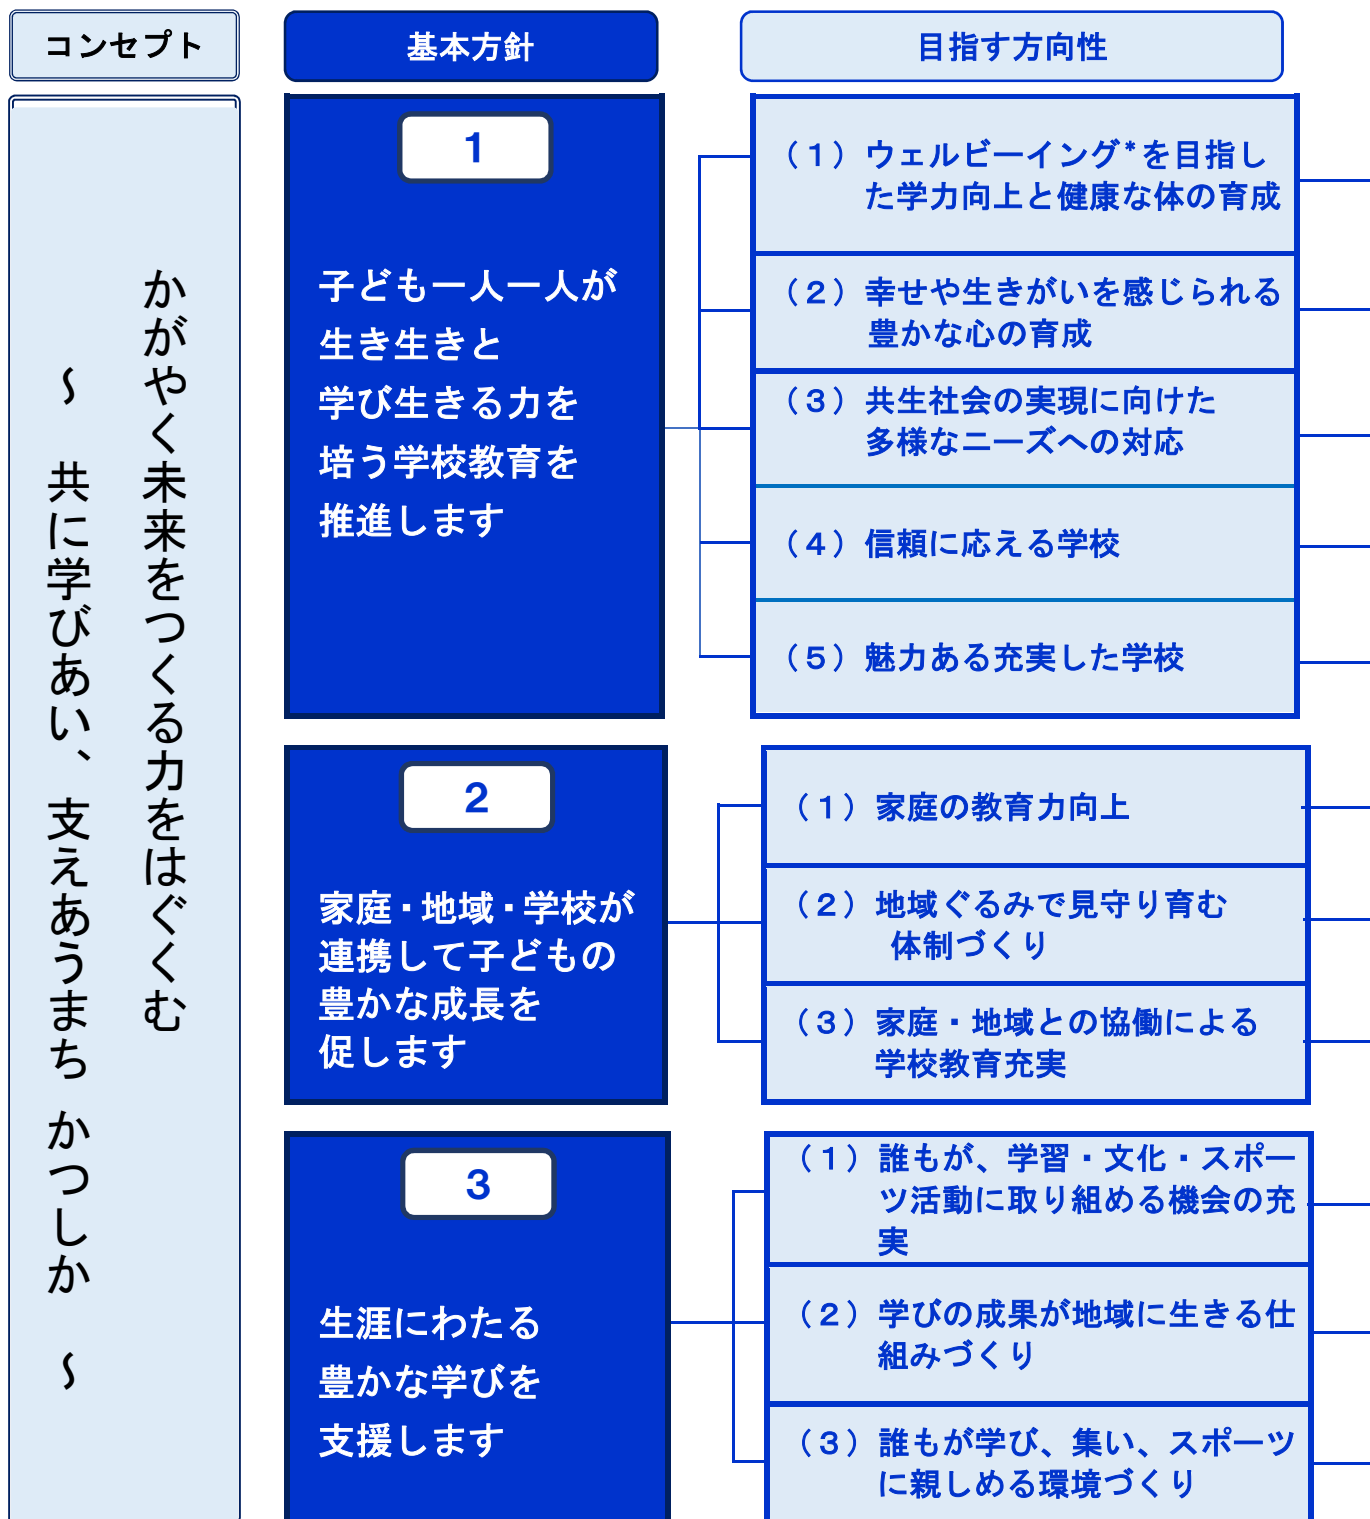 コンセプト
基本方針
目指す方向性
かがやく未来をつくる力をはぐくむ
～ 共に学びあい、支えあうまち かつしか ～
1
子ども一人一人が
生き生きと
学び生きる力を
培う学校教育を
推進します
（１）ウェルビーイング*を目指し
た学力向上と健康な体の育成
（２）幸せや生きがいを感じられる
豊かな心の育成
（３）共生社会の実現に向けた
多様なニーズへの対応
（４）信頼に応える学校
（５）魅力ある充実した学校
2
家庭・地域・学校が
連携して子どもの
豊かな成長を
促します
（１）家庭の教育力向上
（２）地域ぐるみで見守り育む
体制づくり
（３）家庭・地域との協働による
学校教育充実
3
生涯にわたる
豊かな学びを
支援します
（１）誰もが、学習・文化・スポー
ツ活動に取り組める機会の充
実
（２）学びの成果が地域に生きる仕
組みづくり
（３）誰もが学び、集い、スポーツ
に親しめる環境づくり